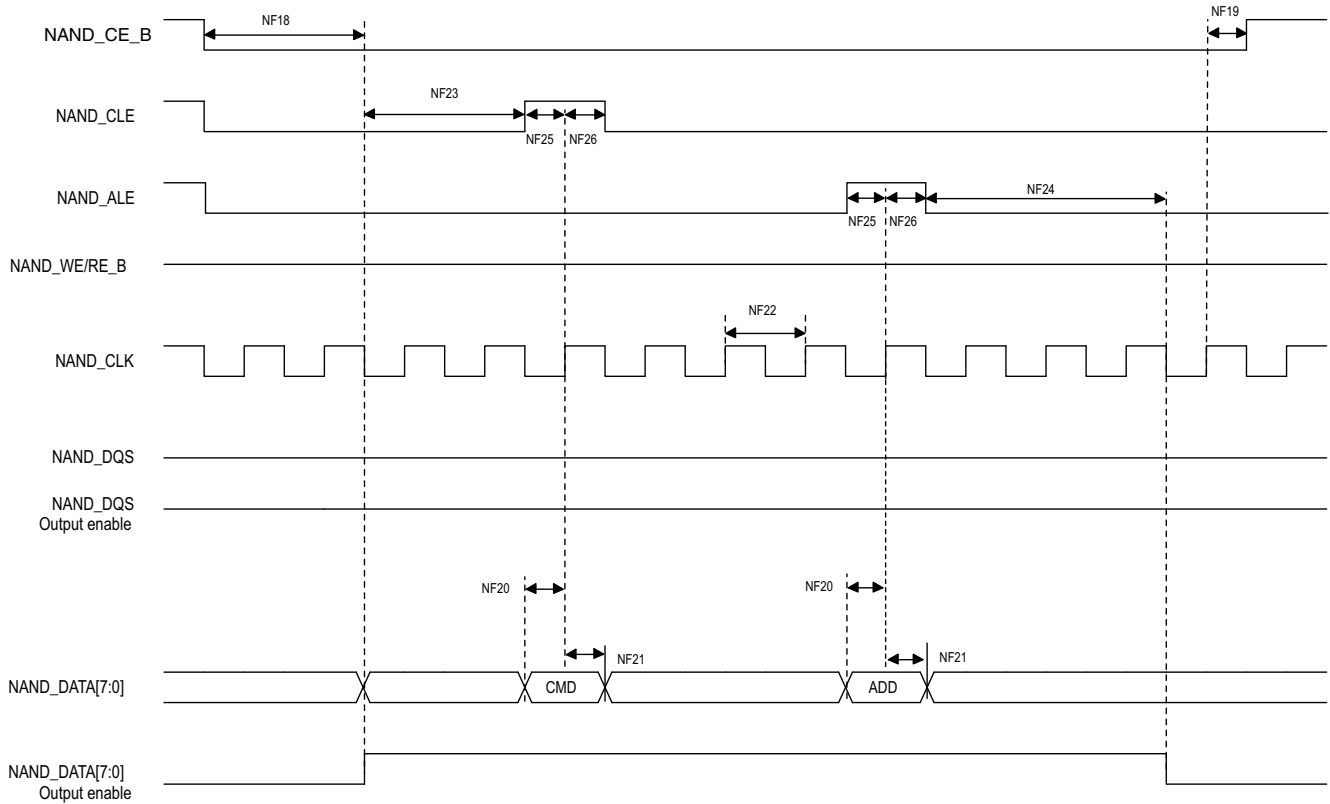 NF18
NF19
NAND_CE_B
NF23
NAND_CLE
NF25
NF26
NAND_ALE
NF24
NF25
NF26
NAND_WE/RE_B
NF22
NAND_CLK
NAND_DQS
NAND_DQS
Output enable
NF20
NF20
NF21
NF21
NAND_DATA[7:0]
CMD
ADD
NAND_DATA[7:0]
Output enable